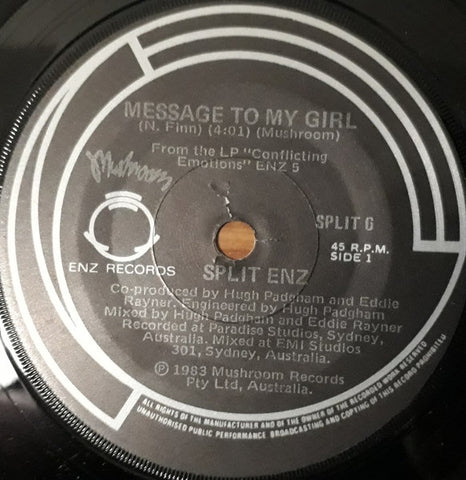 MESSAGE TO MY GIRL
(N. Finn) (4:01) (Mushroom)
From the LP "Conflicting
Emotions" ENZ 5
Mushroom
ENZ RECORDS
SPLIT 6
45 R.P.M.
SIDE 1
SPLIT ENZ
Co-produced by Hugh Padgham and Eddie
Rayner. Engineered by Hugh Padgham
Mixed by Hugh Padgham and Eddie Rayner
Recorded at Paradise Studios, Sydney,
Australia. Mixed at EMI Studios
301, Sydney, Australia.
℗ 1983 Mushroom Records
Pty Ltd, Australia.
ALL RIGHTS OF THE MANUFACTURER AND OF THE OWNER OF THE RECORDED WORK RESERVED
UNAUTHORISED PUBLIC PERFORMANCE BROADCASTING AND COPYING OF THIS RECORD PROHIBITED